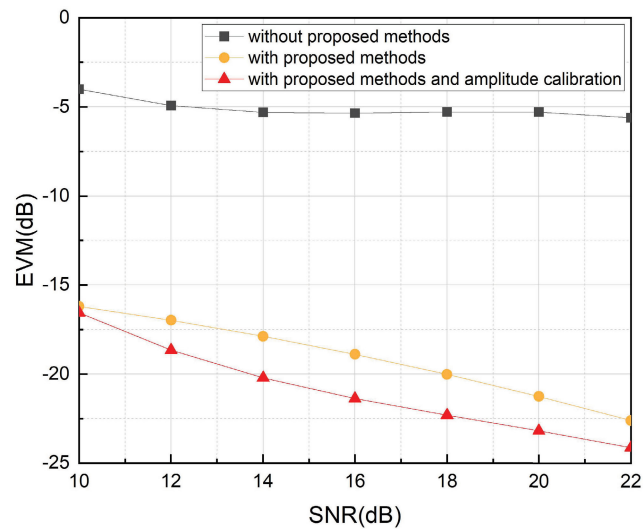 0
-5
-10
-15
-20
-25
EVM(dB)
without proposed methods
with proposed methods
with proposed methods and amplitude calibration
10 12 14 16 18 20 22
SNR(dB)